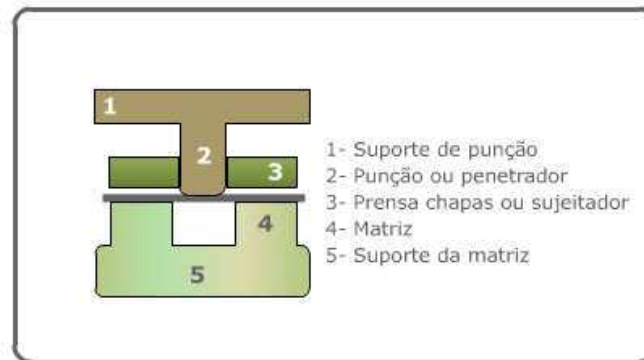 1
2
3
4
5
1- Suporte de punção
2- Punção ou penetrador
3- Prensa chapas ou sujeitador
4- Matriz
5- Suporte da matriz